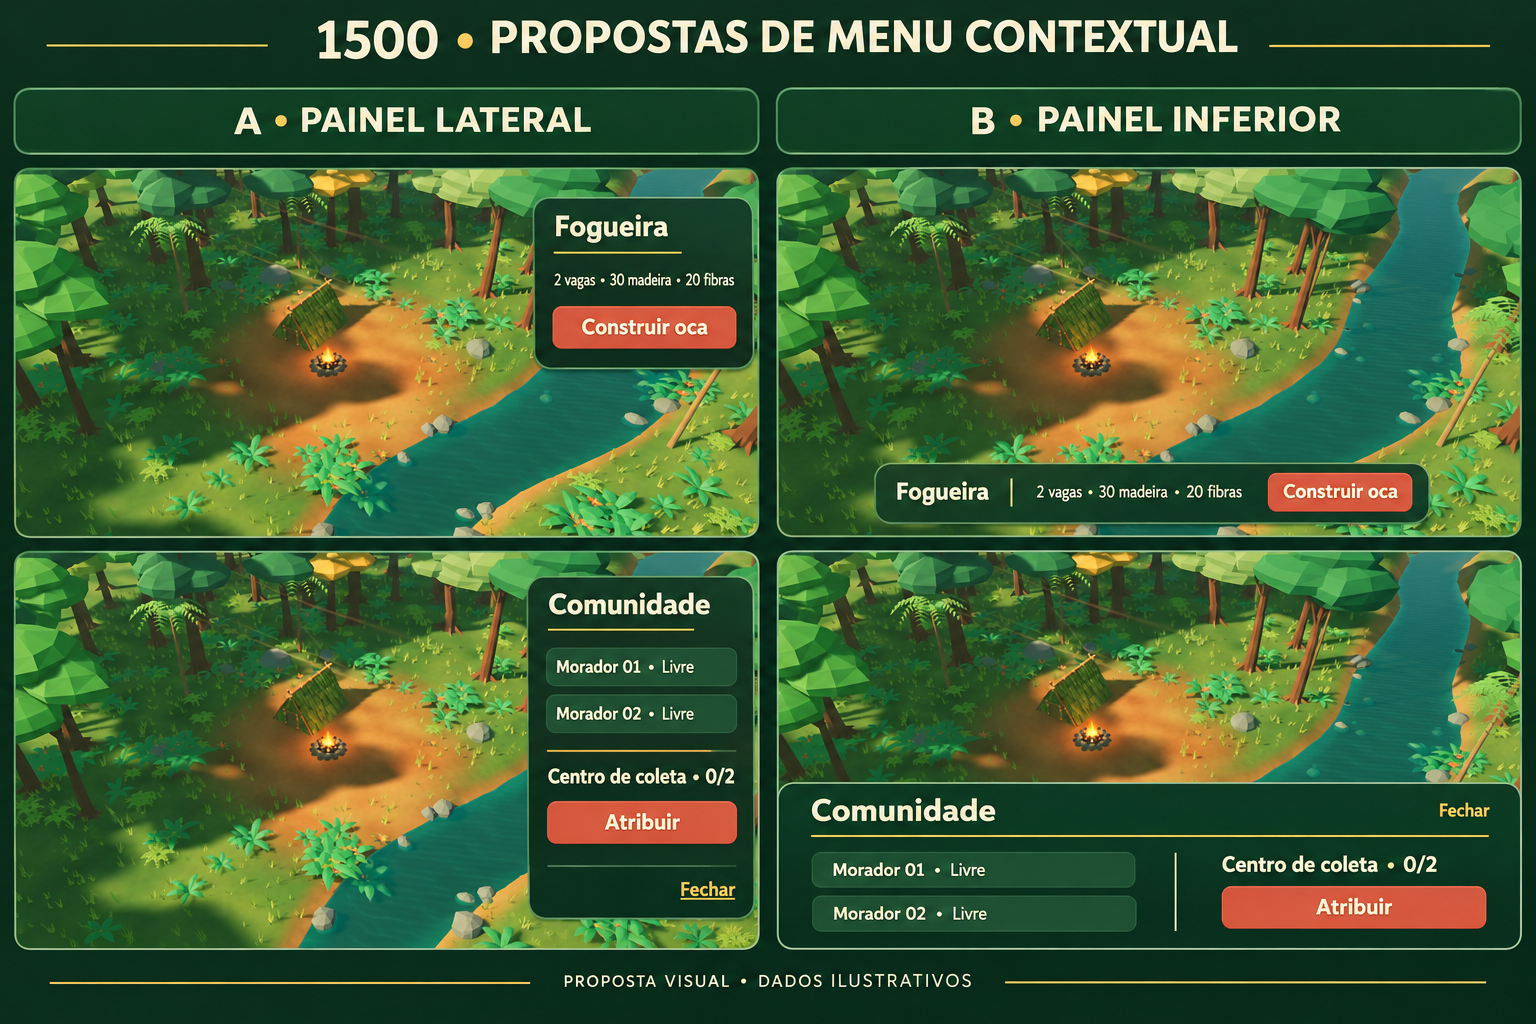 1500 • PROPOSTAS DE MENU CONTEXTUAL
A • PAINEL LATERAL
Fogueira
2 vagas • 30 madeira • 20 fibras
Construir oca
Comunidade
Morador 01 • Livre
Morador 02 • Livre
Centro de coleta • 0/2
Atribuir
Fechar
B • PAINEL INFERIOR
Fogueira
2 vagas • 30 madeira • 20 fibras
Construir oca
Comunidade
Fechar
Morador 01 • Livre
Morador 02 • Livre
Centro de coleta • 0/2
Atribuir
PROPOSTA VISUAL • DADOS ILUSTRATIVOS